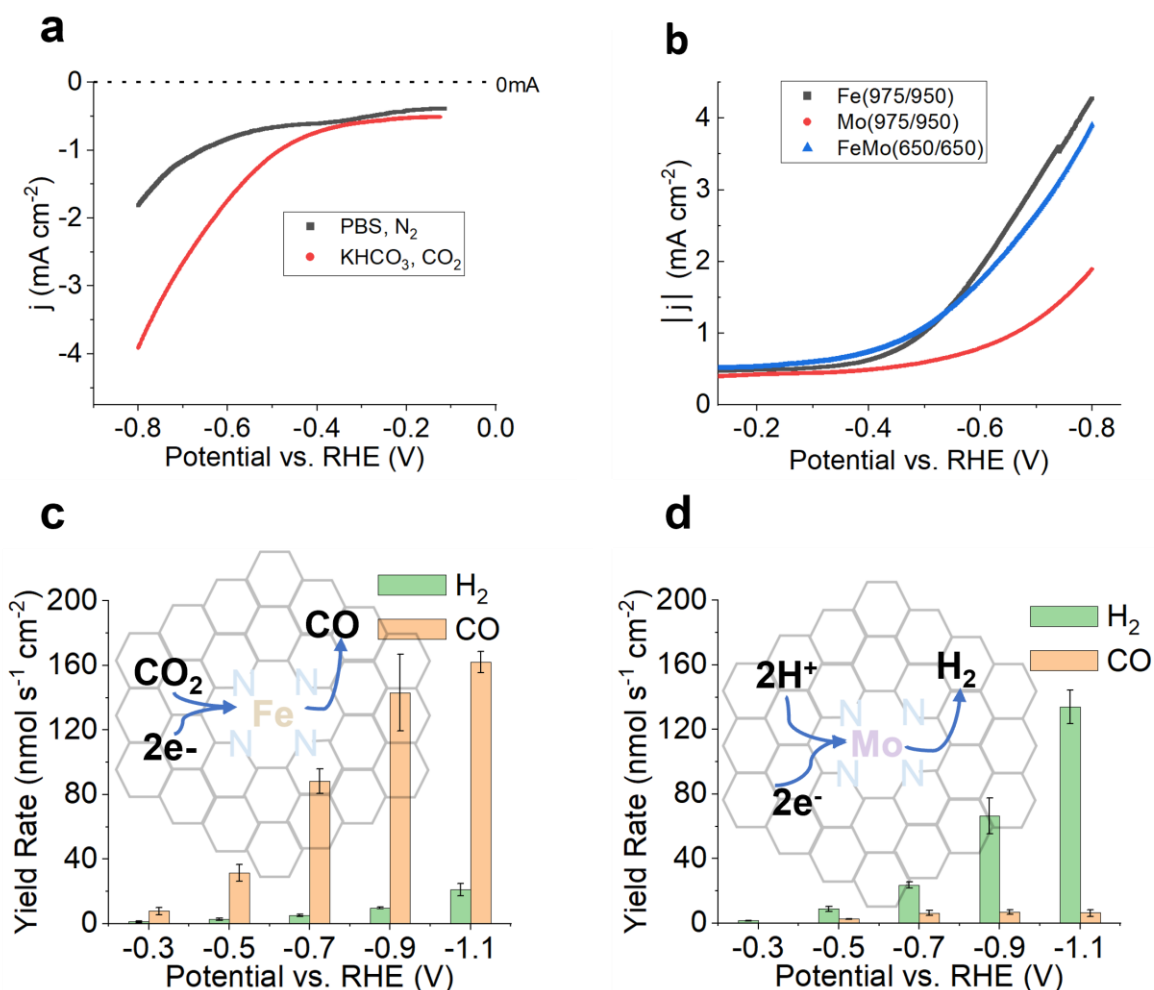 a
0
-1
-2
-3
-4
j (mA cm⁻²)
0mA
PBS, N₂
KHCO₃, CO₂
-0.8
-0.6
-0.4
-0.2
0.0
Potential vs. RHE (V)
b
4
3
2
1
0
|j| (mA cm⁻²)
Fe(975/950)
Mo(975/950)
FeMo(650/650)
-0.2
-0.4
-0.6
-0.8
Potential vs. RHE (V)
c
200
160
120
80
40
0
Yield Rate (nmol s⁻¹ cm⁻²)
H₂
CO
CO
CO₂
N N
Fe
N N
2e-
-0.3
-0.5
-0.7
-0.9
-1.1
Potential vs. RHE (V)
d
200
160
120
80
40
0
Yield Rate (nmol s⁻¹ cm⁻²)
H₂
CO
2H⁺
H₂
N N
Mo
N N
2e⁻
-0.3
-0.5
-0.7
-0.9
-1.1
Potential vs. RHE (V)